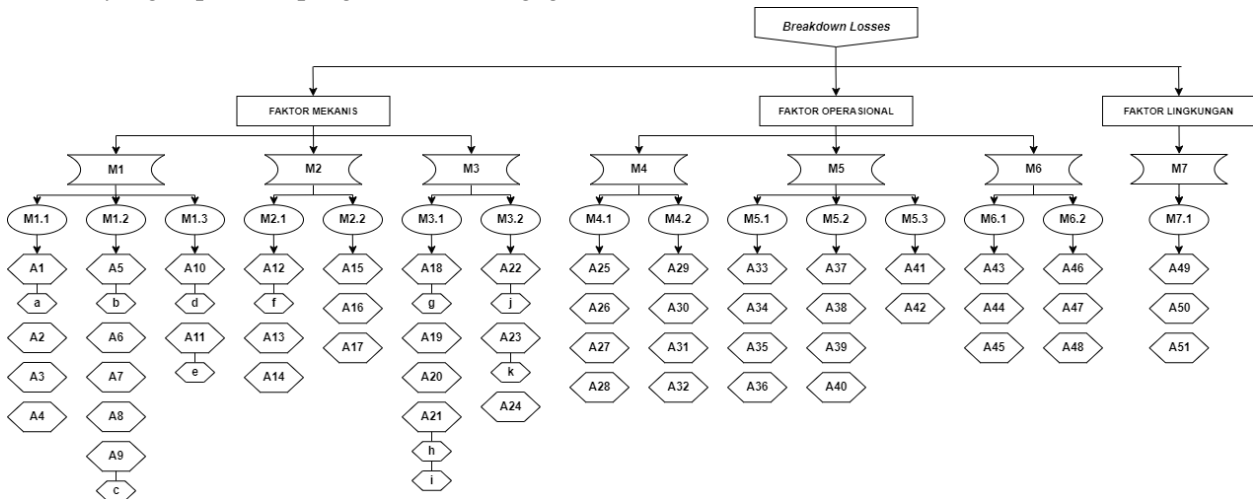 Breakdown Losses
FAKTOR MEKANIS
FAKTOR OPERASIONAL
FAKTOR LINGKUNGAN
M1
M2
M3
M4
M5
M6
M7
M1.1
M1.2
M1.3
M2.1
M2.2
M3.1
M3.2
M4.1
M4.2
M5.1
M5.2
M5.3
M6.1
M6.2
M7.1
A1
A5
A10
A12
A15
A18
A22
A25
A29
A33
A37
A41
A43
A46
A49
a
b
d
f
g
j
A2
A6
A11
A13
A16
A19
A23
A26
A30
A34
A38
A42
A44
A47
A50
e
k
A3
A7
A14
A17
A20
A24
A27
A31
A35
A39
A45
A48
A51
A4
A8
A21
A28
A32
A36
A40
A9
h
c
i